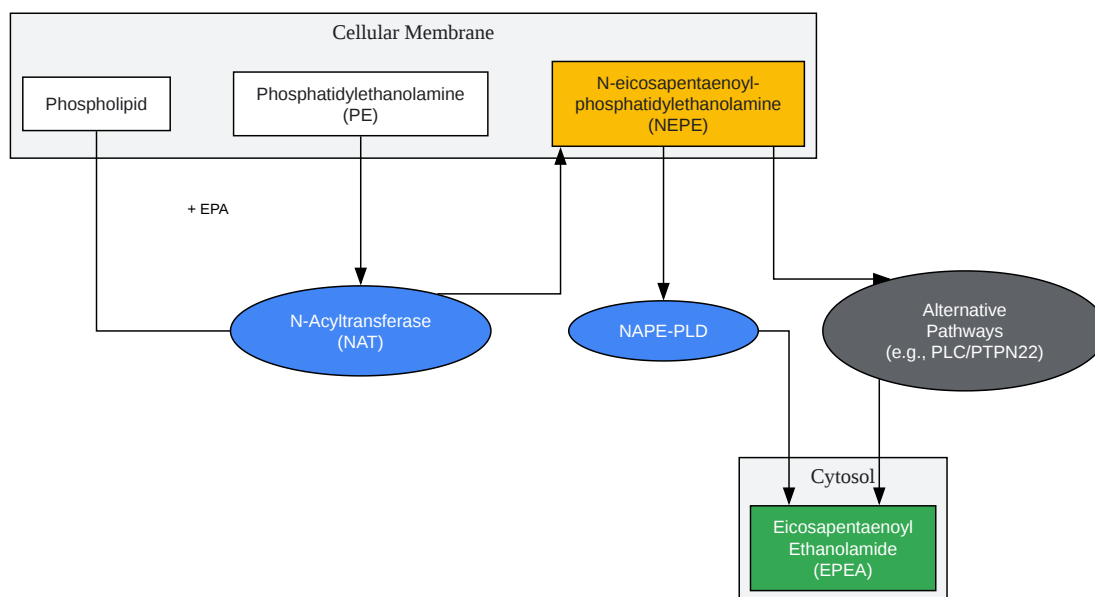 Cellular Membrane
Phospholipid
Phosphatidylethanolamine
(PE)
N-eicosapentaenoyl-
phosphatidylethanolamine
(NEPE)
+ EPA
N-Acyltransferase
(NAT)
NAPE-PLD
Alternative
Pathways
(e.g., PLC/PTPN22)
Cytosol
Eicosapentaenoyl
Ethanolamide
(EPEA)